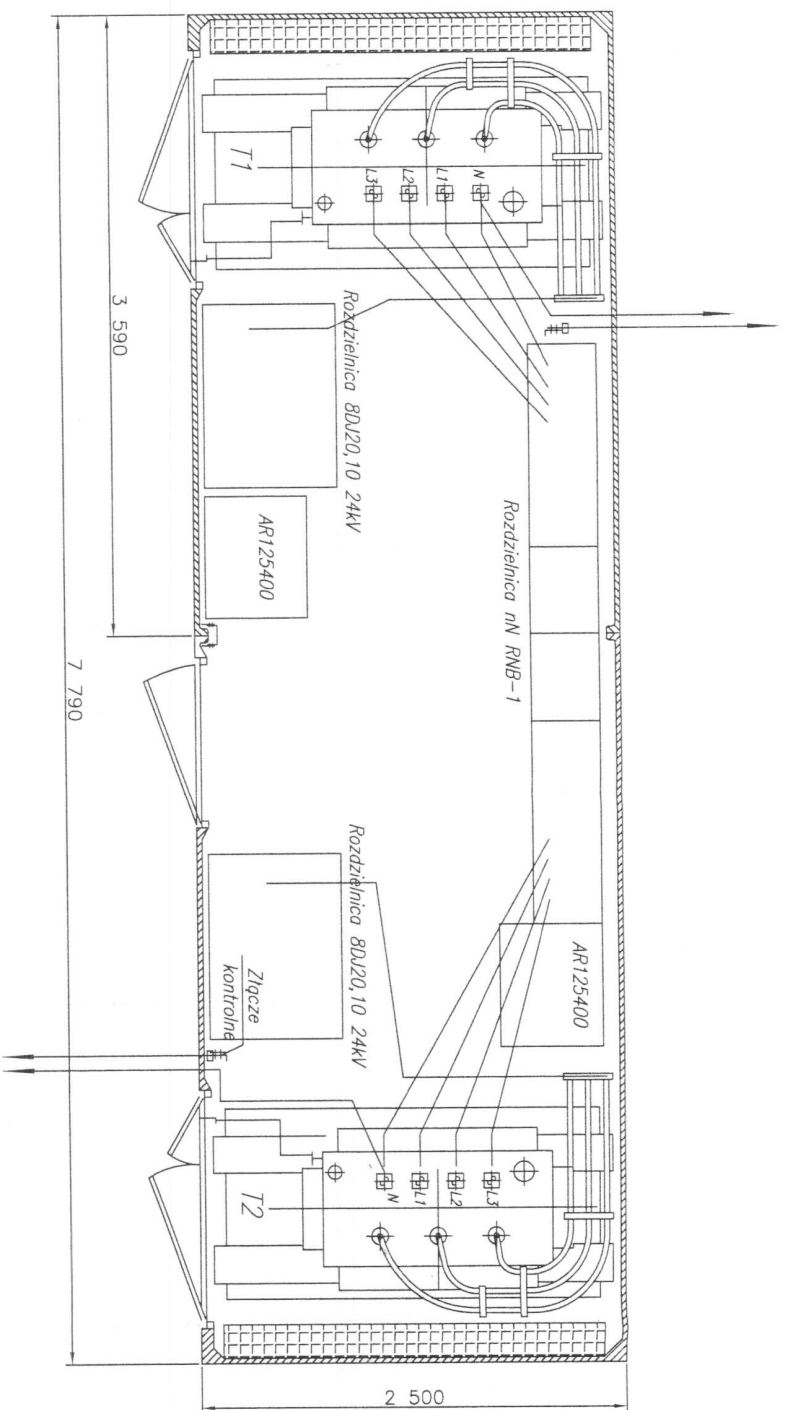 T1
L3
L2
L1
N
3 590
Rozdzielnica 8DJ20,10 24kV
AR125400
Rozdzielnica nN RNB-1
7 790
Rozdzielnica 8DJ20,10 24kV
AR125400
Złącze
kontrolne
T2
N
L1
L2
L3
2 500